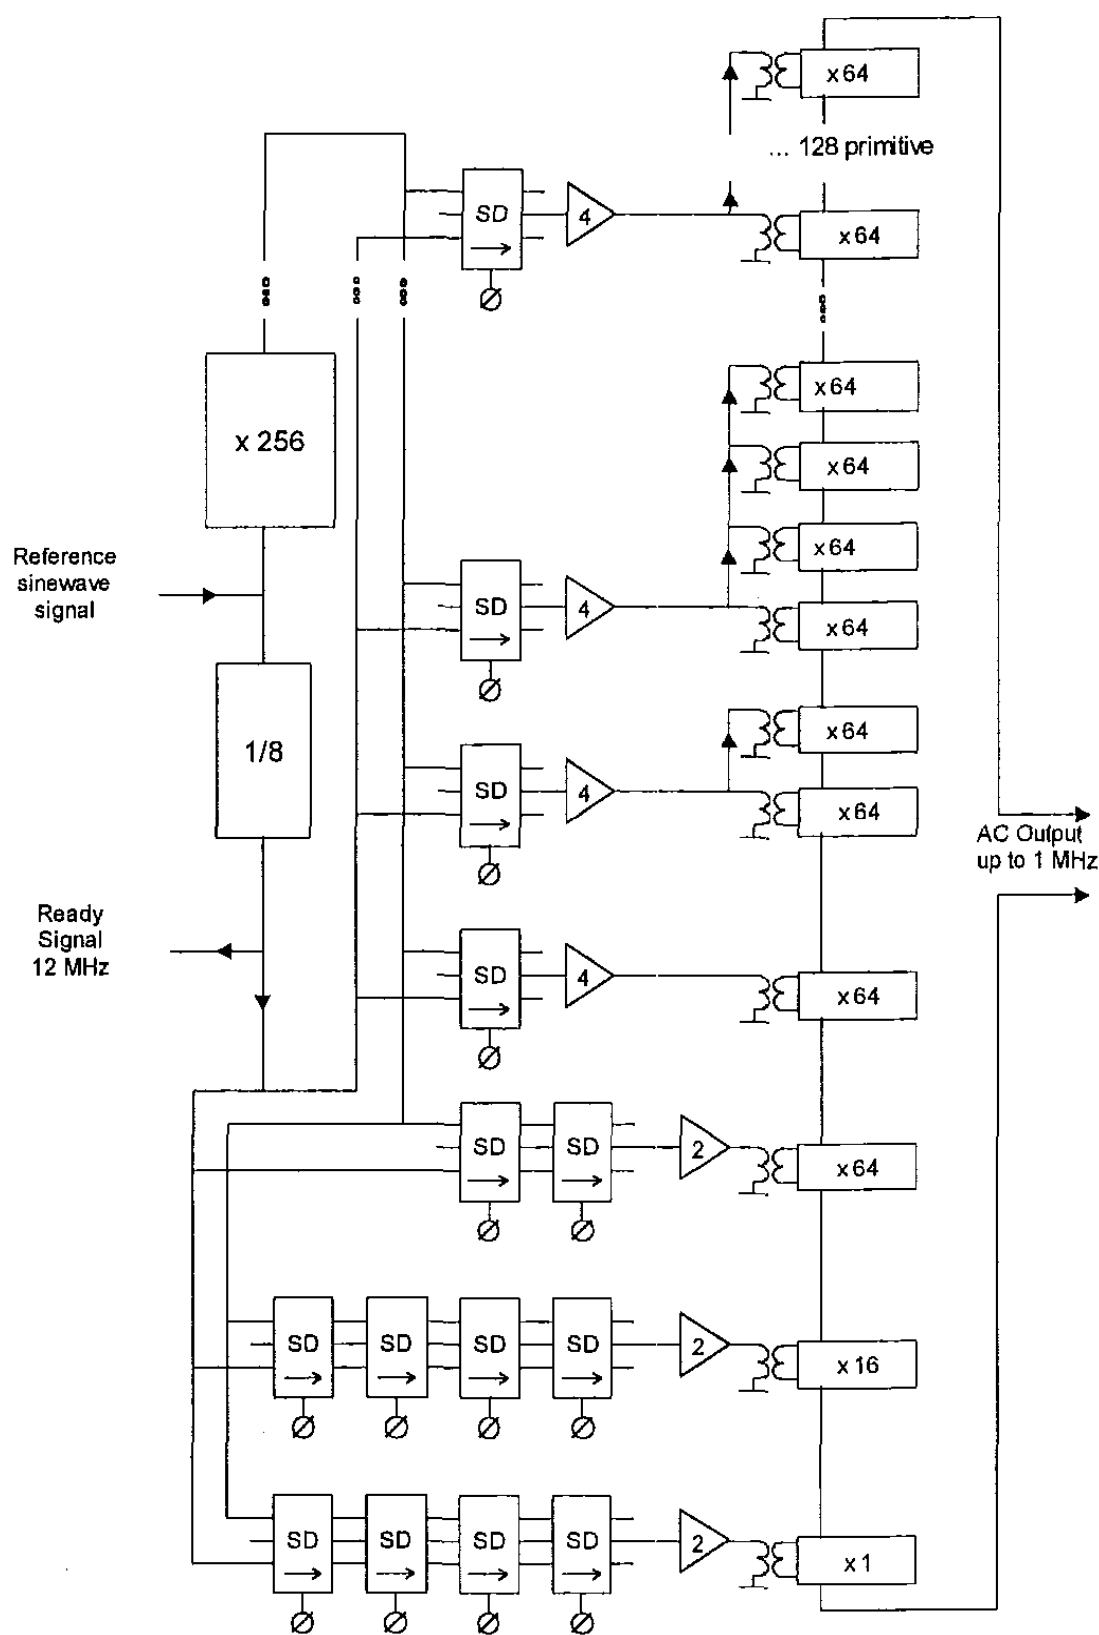 x 64
... 128 primitive
SD
4
x 64
x 256
x 64
x 64
Reference
sinewave
signal
x 64
SD
4
x 64
1/8
x 64
SD
4
x 64
AC Output
up to 1 MHz
Ready
Signal
12 MHz
SD
4
x 64
SD
SD
2
x 64
SD
SD
SD
SD
2
x 16
SD
SD
SD
SD
2
x 1